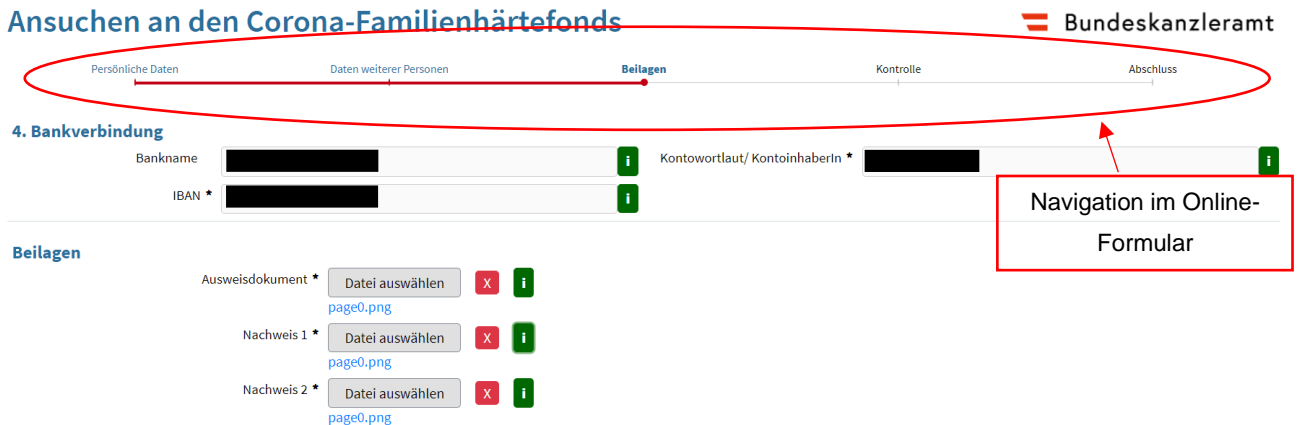 Ansuchen an den Corona-Familienhärtefonds
Bundeskanzleramt
Persönliche Daten
Daten weiterer Personen
Beilagen
Kontrolle
Abschluss
4. Bankverbindung
Bankname
i
Kontowortlaut/ KontoinhaberIn *
i
IBAN *
i
Navigation im Online-
Formular
Beilagen
Ausweisdokument *
Datei auswählen
X
i
page0.png
Nachweis 1 *
Datei auswählen
X
i
page0.png
Nachweis 2 *
Datei auswählen
X
i
page0.png